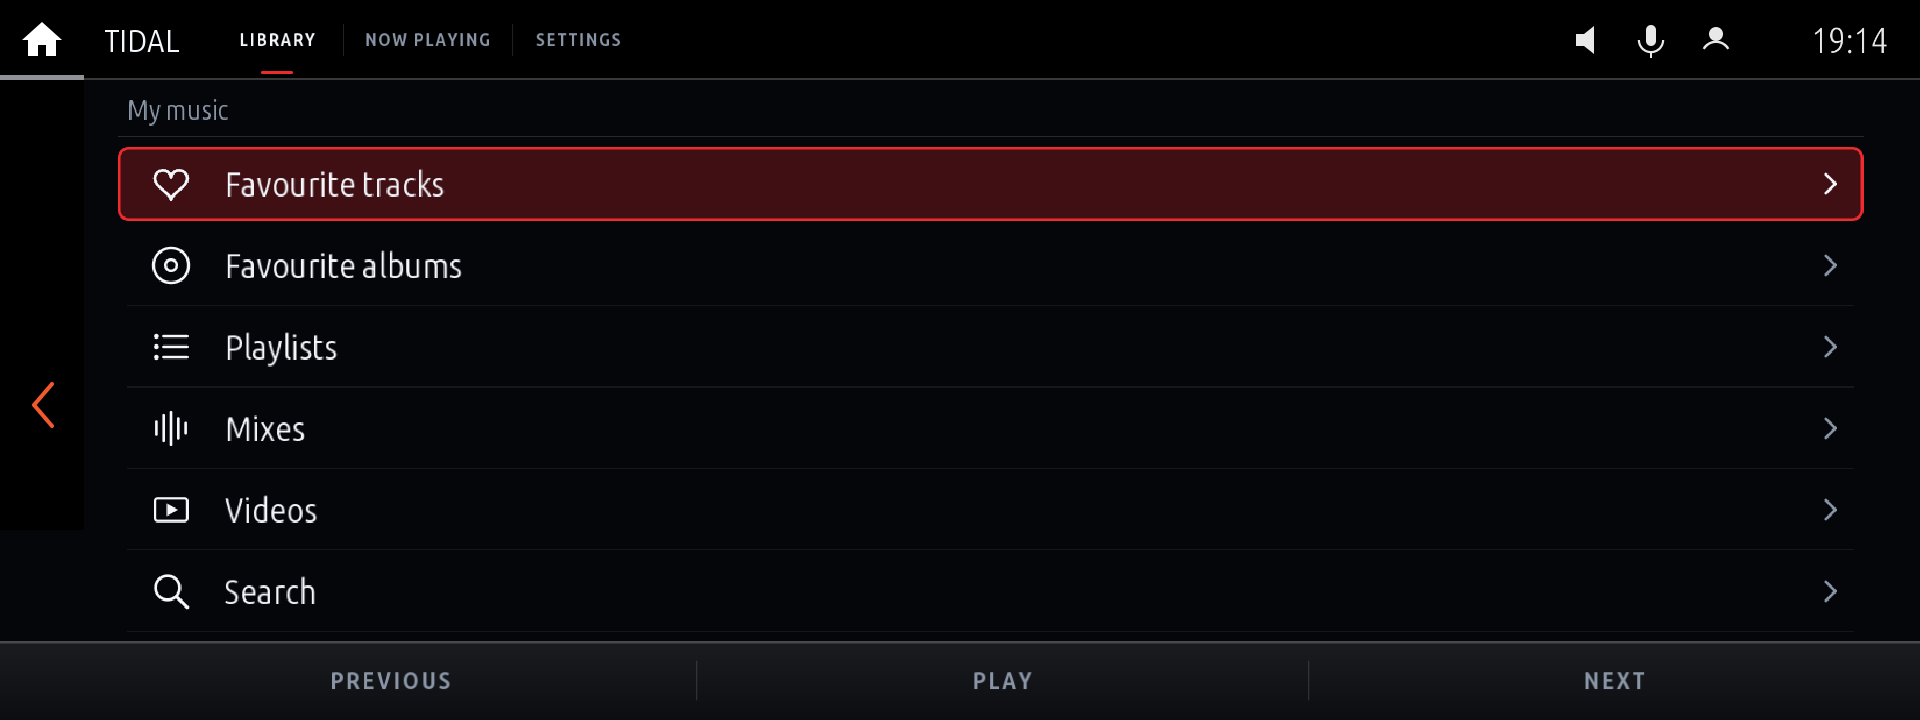 TIDAL LIBRARY NOW PLAYING SETTINGS 19:14
My music
Favourite tracks
Favourite albums
Playlists
Mixes
Videos
Search
PREVIOUS PLAY NEXT